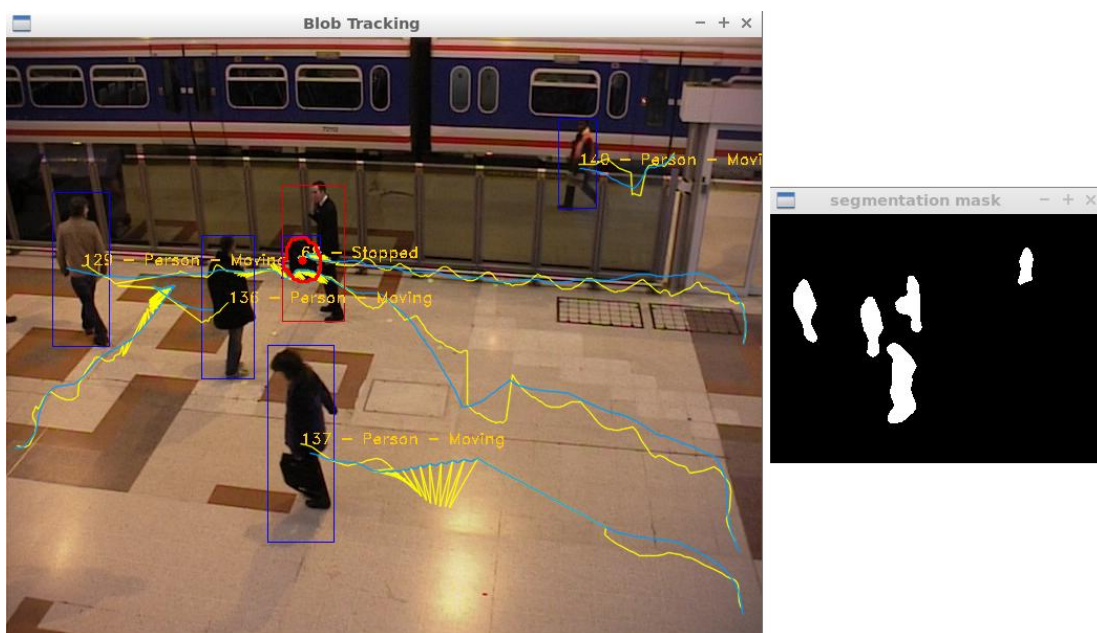 Blob Tracking
140 - Person - Movi
segmentation mask
- Stopped
129 - Person - Moving
136 - Person - Moving
137 - Person - Moving